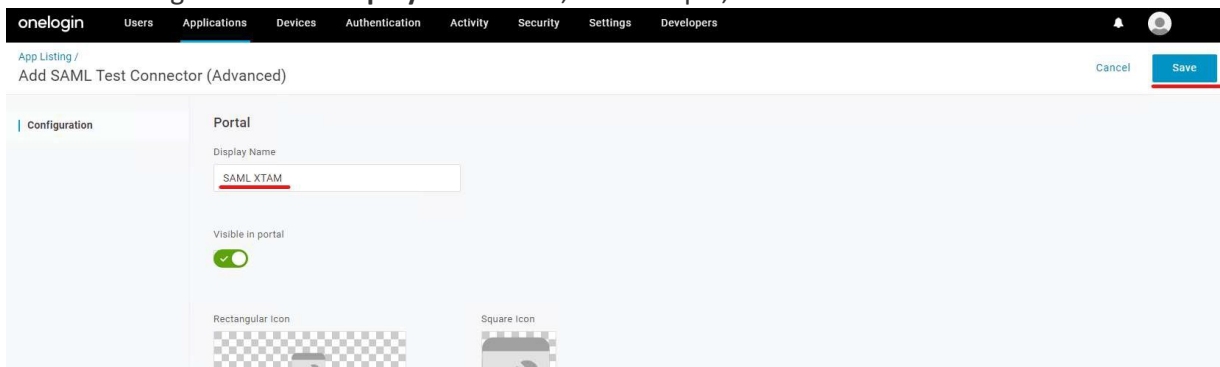 onelogin Users Applications Devices Authentication Activity Security Settings Developers
App Listing /
Add SAML Test Connector (Advanced)
Cancel Save
Configuration
Portal
Display Name
SAML XTAM
Visible in portal
Rectangular Icon Square Icon